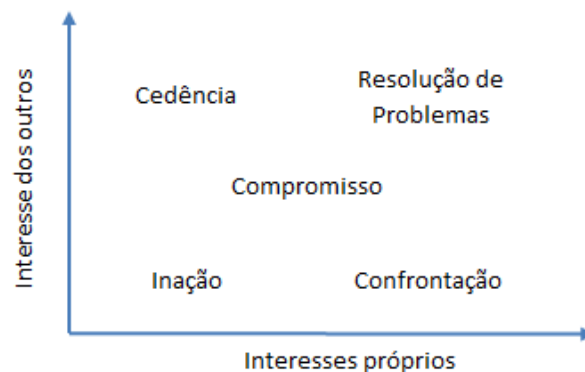 Interesse dos outros
Cedência
Resolução de
Problemas
Compromisso
Inação
Confrontação
Interesses próprios